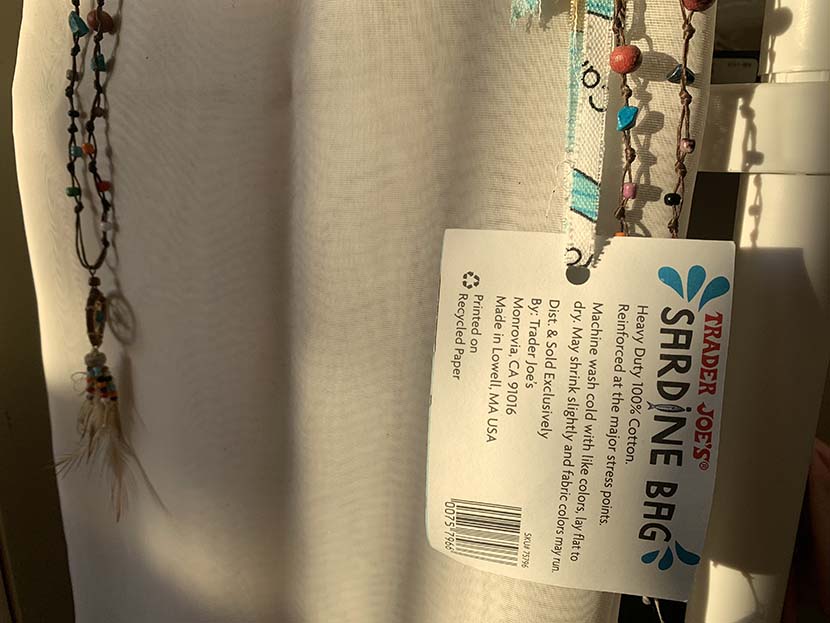 TRADER JOE'S®
SARDINE BAG
Heavy Duty 100% Cotton.
Reinforced at the major stress points.
Machine wash cold with like colors, lay flat to
dry. May shrink slightly and fabric colors may run.
Dist. & Sold Exclusively
By: Trader Joe's
Monrovia, CA 91016
Made in Lowell, MA USA
Printed on
Recycled Paper
SKU# 75796
0075 7966